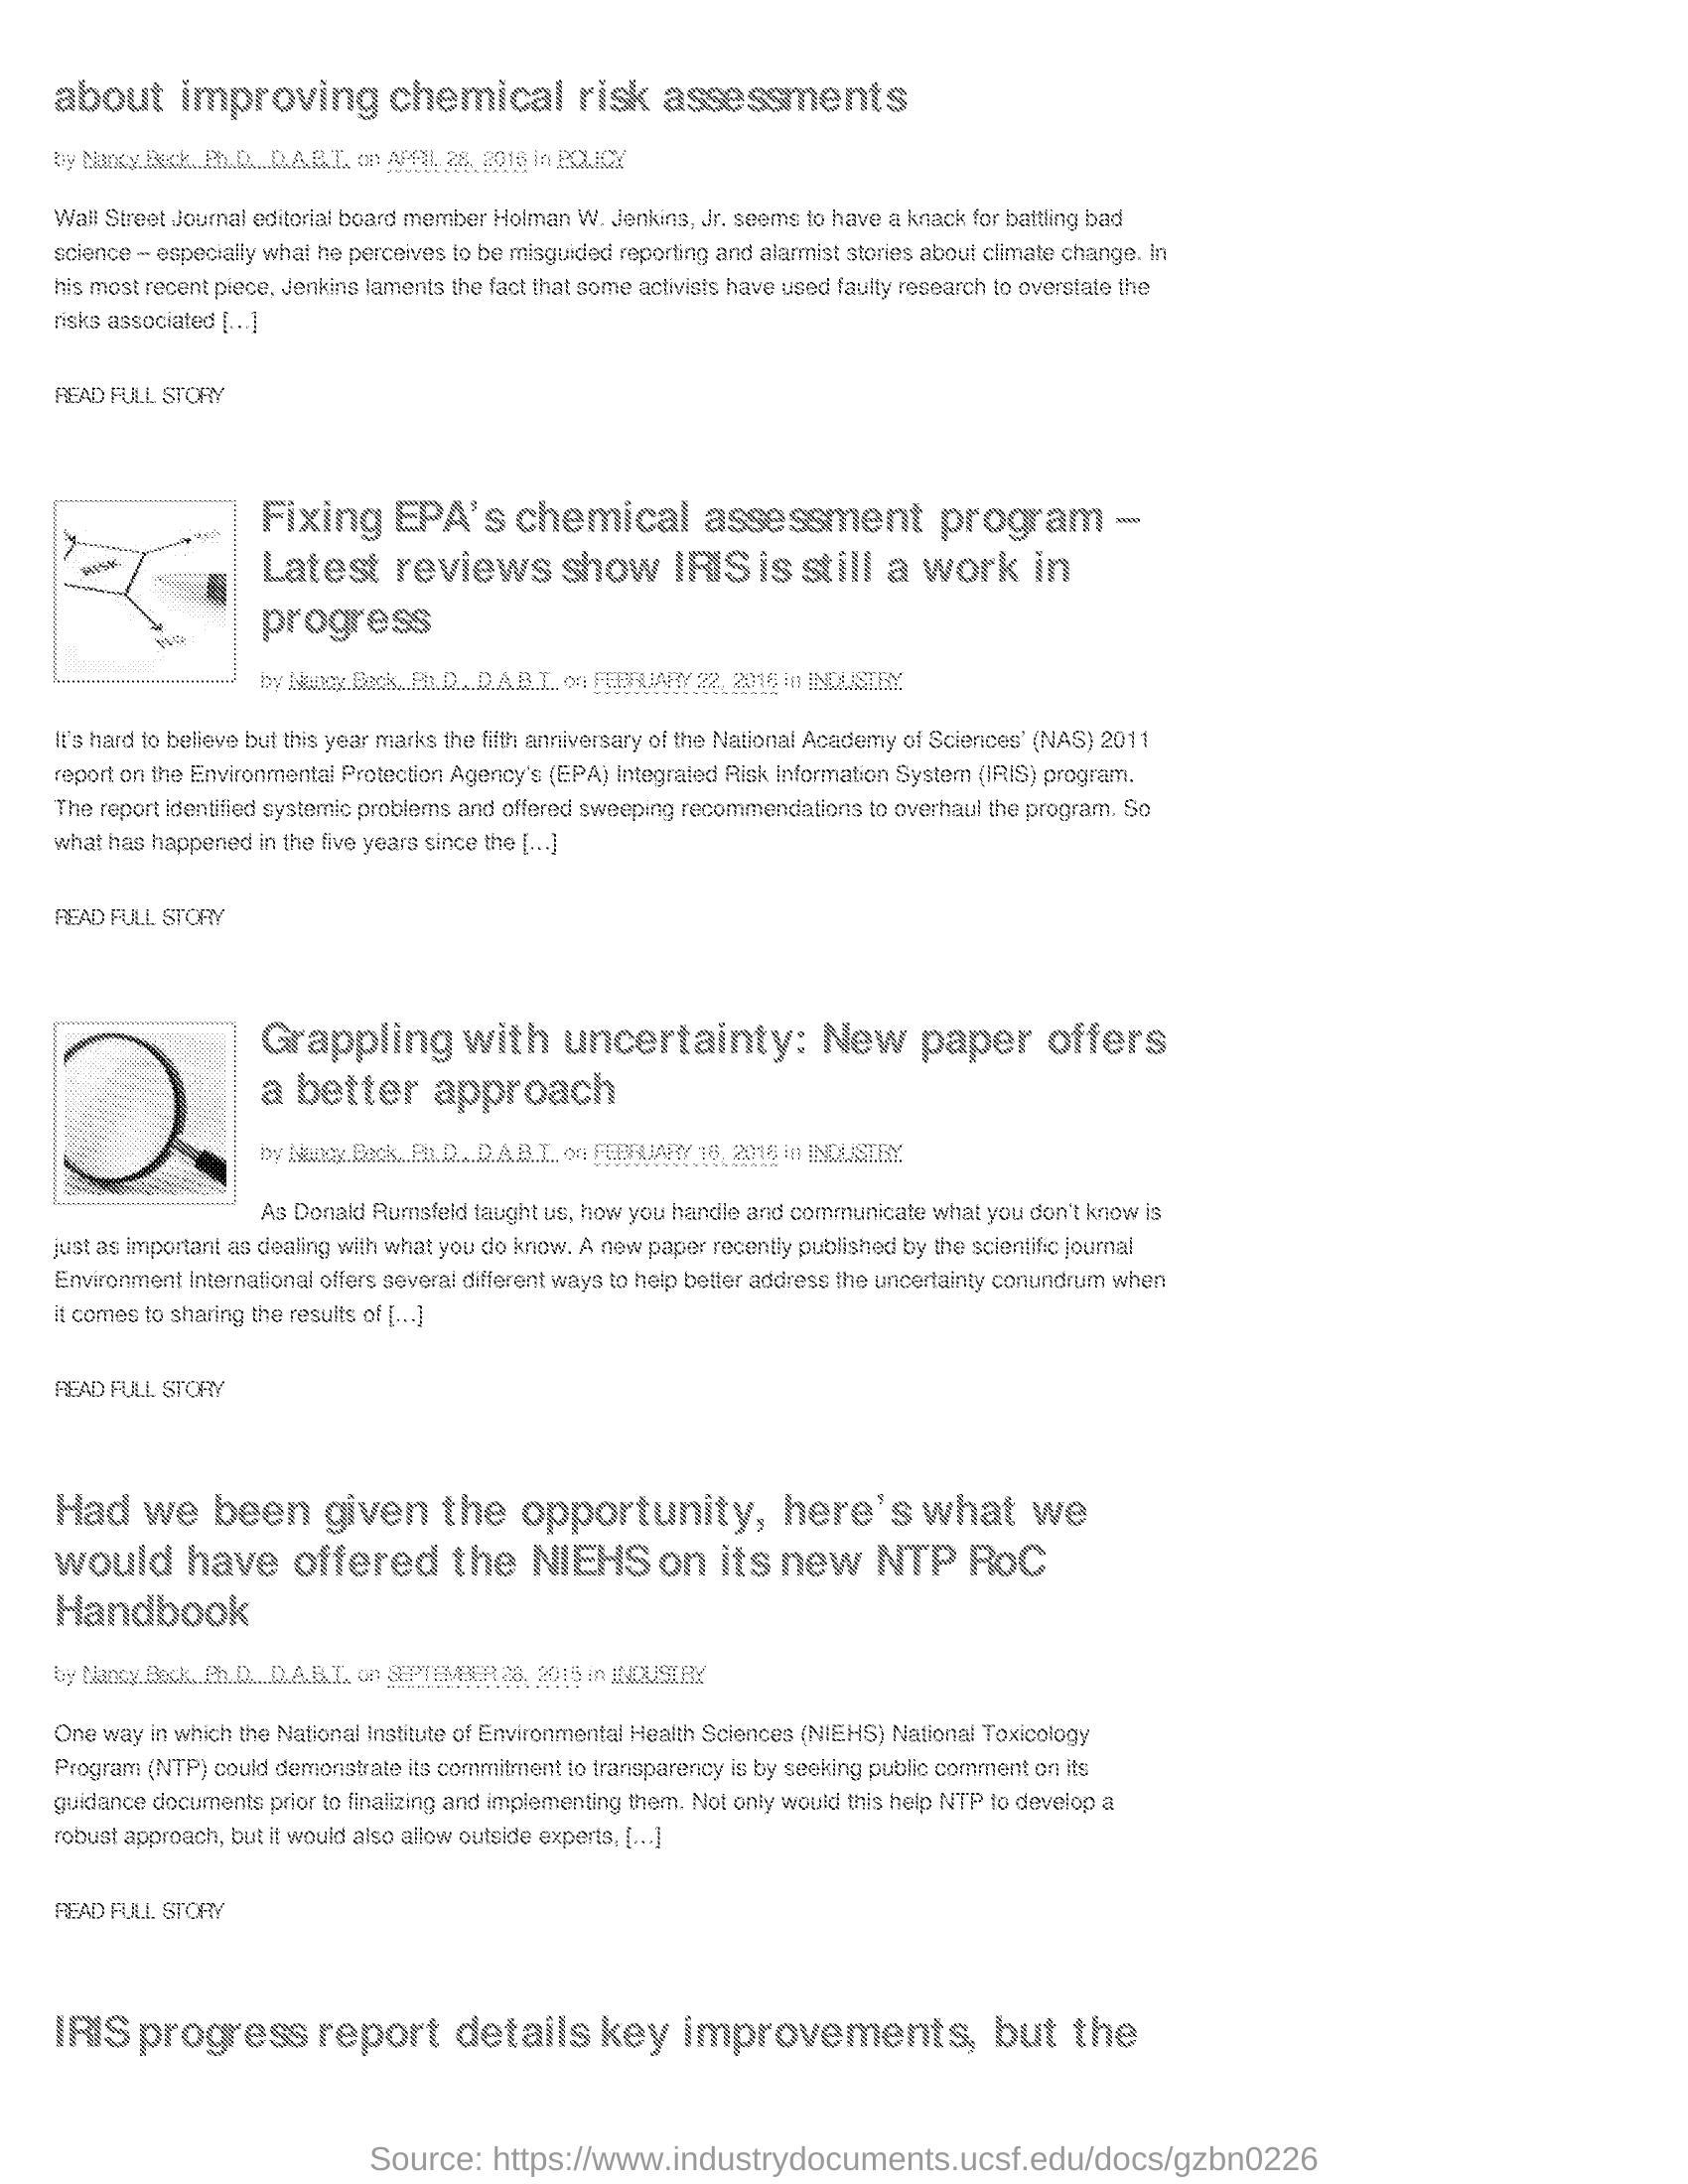 about improving chemical risk assessments
by Nancy Beck, Ph.D., D.A.B.T. on APRIL 28, 2016 in POLICY
Wall Street Journal editorial board member Holman W. Jenkins, Jr. seems to have a knack for battling bad
science – especially what he perceives to be misguided reporting and alarmist stories about climate change. In
his most recent piece, Jenkins laments the fact that some activists have used faulty research to overstate the
risks associated […]
READ FULL STORY
RISK
Fixing EPA's chemical assessment program –
Latest reviews show IRIS is still a work in
progress
by Nancy Beck, Ph.D., D.A.B.T. on FEBRUARY 22, 2016 in INDUSTRY
It's hard to believe but this year marks the fifth anniversary of the National Academy of Sciences' (NAS) 2011
report on the Environmental Protection Agency's (EPA) Integrated Risk Information System (IRIS) program.
The report identified systemic problems and offered sweeping recommendations to overhaul the program. So
what has happened in the five years since the […]
READ FULL STORY
Grappling with uncertainty: New paper offers
a better approach
by Nancy Beck, Ph.D., D.A.B.T. on FEBRUARY 16, 2016 in INDUSTRY
As Donald Rumsfeld taught us, how you handle and communicate what you don't know is
just as important as dealing with what you do know. A new paper recently published by the scientific journal
Environment International offers several different ways to help better address the uncertainty conundrum when
it comes to sharing the results of […]
READ FULL STORY
Had we been given the opportunity, here's what we
would have offered the NIEHS on its new NTP RoC
Handbook
by Nancy Beck, Ph.D., D.A.B.T. on SEPTEMBER 28, 2015 in INDUSTRY
One way in which the National Institute of Environmental Health Sciences (NIEHS) National Toxicology
Program (NTP) could demonstrate its commitment to transparency is by seeking public comment on its
guidance documents prior to finalizing and implementing them. Not only would this help NTP to develop a
robust approach, but it would also allow outside experts, […]
READ FULL STORY
IRIS progress report details key improvements, but the
Source: https://www.industrydocuments.ucsf.edu/docs/gzbn0226